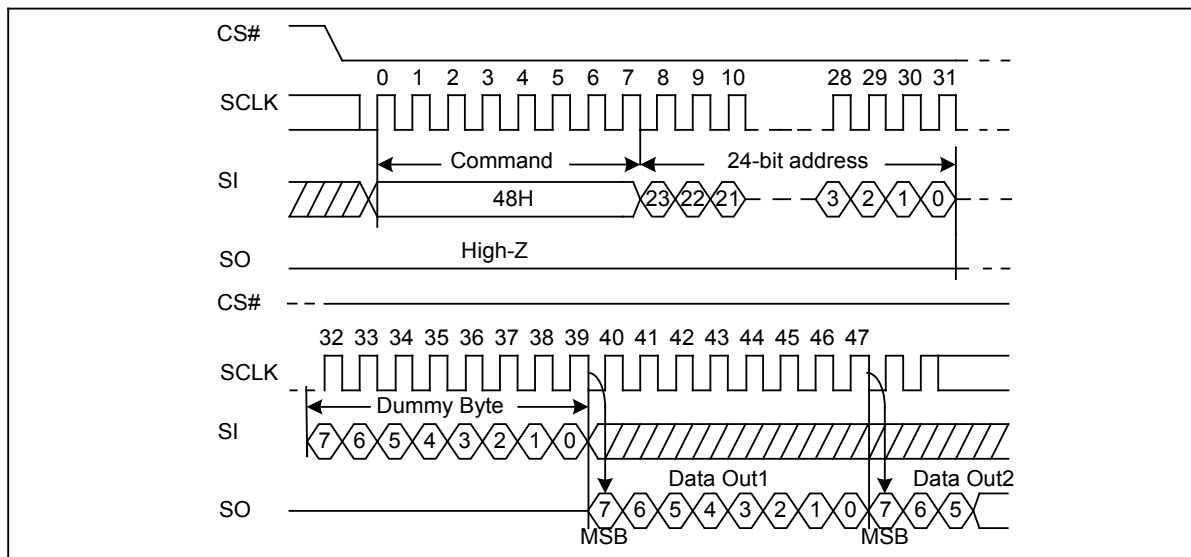 CS#
0 1 2 3 4 5 6 7 8 9 10 28 29 30 31
SCLK
Command 24-bit address
SI
48H 23 22 21 3 2 1 0
High-Z
SO
CS#
32 33 34 35 36 37 38 39 40 41 42 43 44 45 46 47
SCLK
Dummy Byte
SI
7 6 5 4 3 2 1 0
Data Out1 Data Out2
SO
7 6 5 4 3 2 1 0 7 6 5
MSB MSB